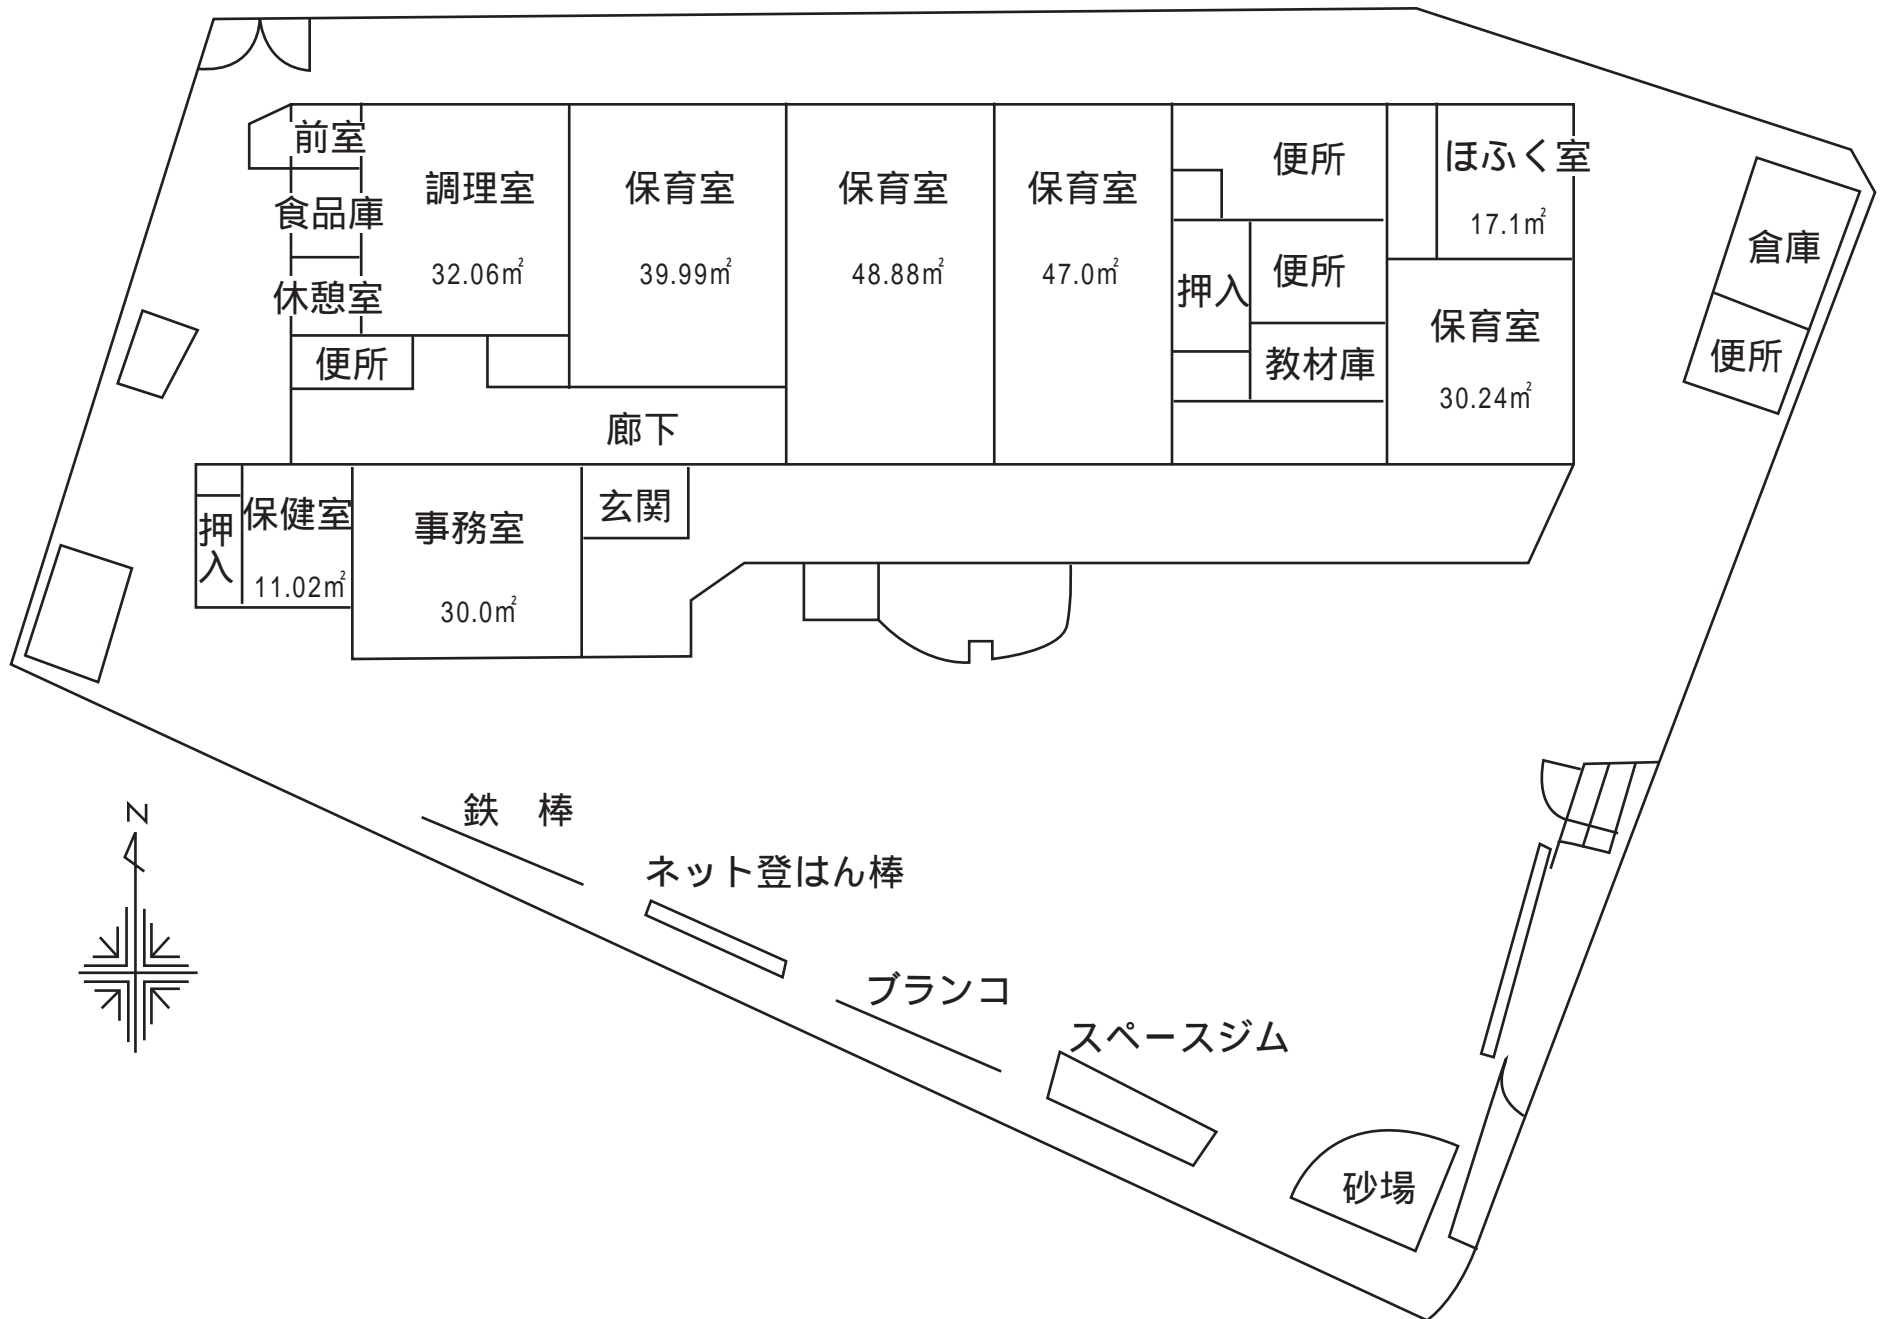 前室
調理室
32.06㎡
保育室
39.99㎡
保育室
48.88㎡
保育室
47.0㎡
便所
ほふく室
17.1㎡
食品庫
休憩室
便所
押入
便所
教材庫
保育室
30.24㎡
倉庫
便所
廊下
押入
保健室
11.02㎡
事務室
30.0㎡
玄関
鉄 棒
ネット登はん棒
ブランコ
スペースジム
砂場
N